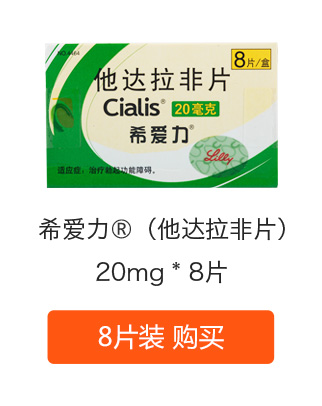 NO.4464
8片/盒
他达拉非片
Cialis® 20毫克
希爱力®
Lilly
适应症：治疗勃起功能障碍。
希爱力®（他达拉非片）
20mg * 8片
8片装 购买